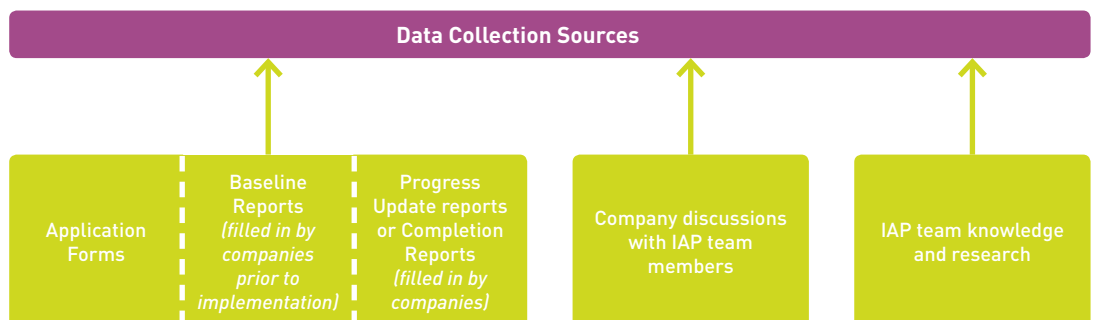 Data Collection Sources
Application
Forms
Baseline
Reports
(filled in by
companies
prior to
implementation)
Progress
Update reports
or Completion
Reports
(filled in by
companies)
Company discussions
with IAP team
members
IAP team knowledge
and research